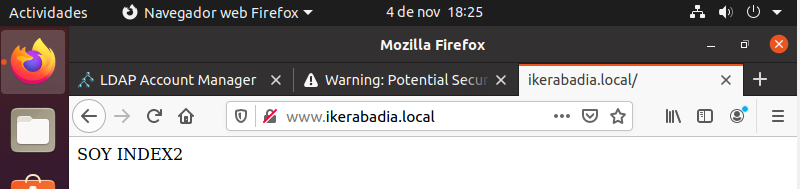 Actividades Navegador web Firefox 4 de nov 18:25
Mozilla Firefox
LDAP Account Manager Warning: Potential Secur ikerabadia.local/
www.ikerabadia.local
SOY INDEX2